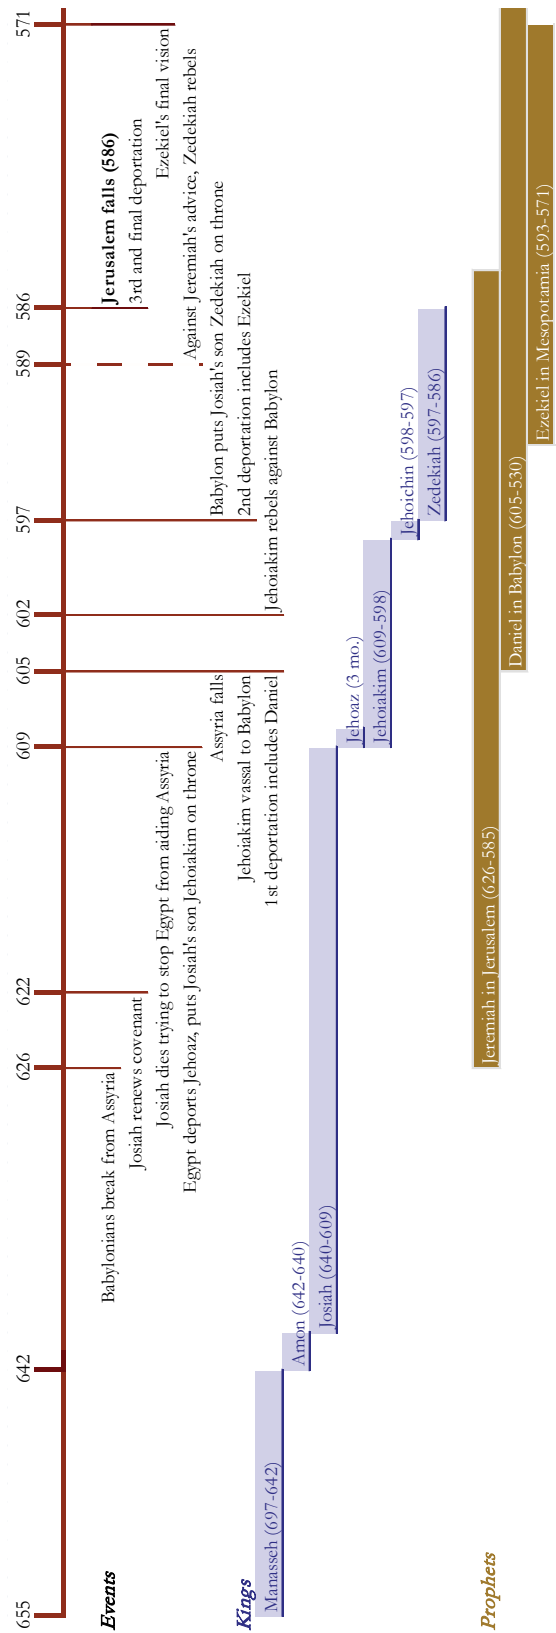 655
642
626
622
609
605
602
597
589
586
571
Events
Babylonians break from Assyria
Jerusalem falls (586)
Josiah renews covenant
3rd and final deportation
Josiah dies trying to stop Egypt from aiding Assyria
Ezekiel's final vision
Egypt deports Jehoaz, puts Josiah's son Jehoiakim on throne
Against Jeremiah's advice, Zedekiah rebels
Assyria falls
Babylon puts Josiah's son Zedekiah on throne
Jehoiakim vassal to Babylon
2nd deportation includes Ezekiel
1st deportation includes Daniel
Jehoiakim rebels against Babylon
Kings
Manasseh (697-642)
Amon (642-640)
Josiah (640-609)
Jehoaz (3 mo.)
Jehoiakim (609-598)
Jehoichin (598-597)
Zedekiah (597-586)
Prophets
Jeremiah in Jerusalem (626-585)
Daniel in Babylon (605-530)
Ezekiel in Mesopotamia (593-571)